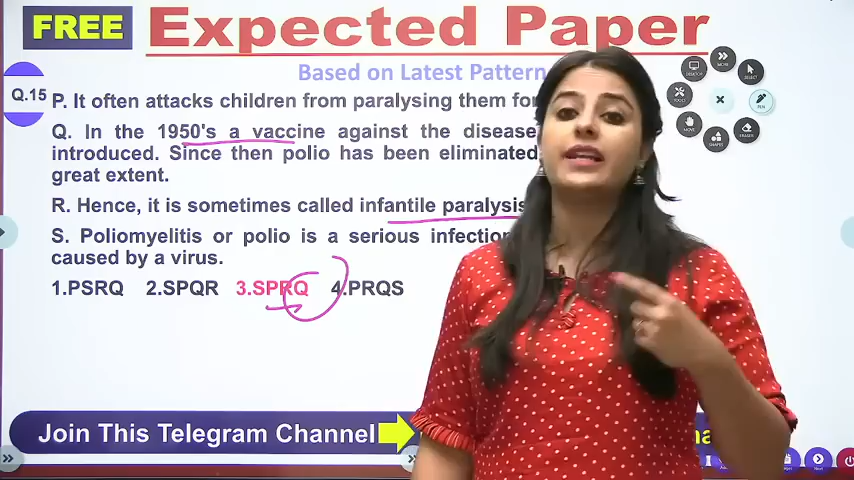 FREE Expected Paper
Based on Latest Pattern
Q.15 P. It often attacks children from paralysing them for
Q. In the 1950's a vaccine against the disease
introduced. Since then polio has been eliminated
great extent.
R. Hence, it is sometimes called infantile paralysis
S. Poliomyelitis or polio is a serious infection
caused by a virus.
1.PSRQ 2.SPQR 3.SPRQ 4.PRQS
Join This Telegram Channel